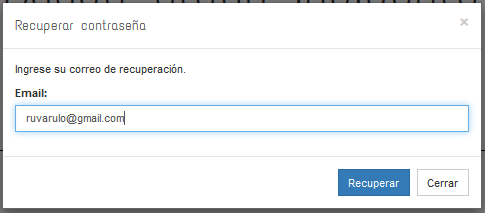 Recuperar contraseña
×
Ingrese su correo de recuperación.
Email:
ruvarulo@gmail.com
Recuperar Cerrar